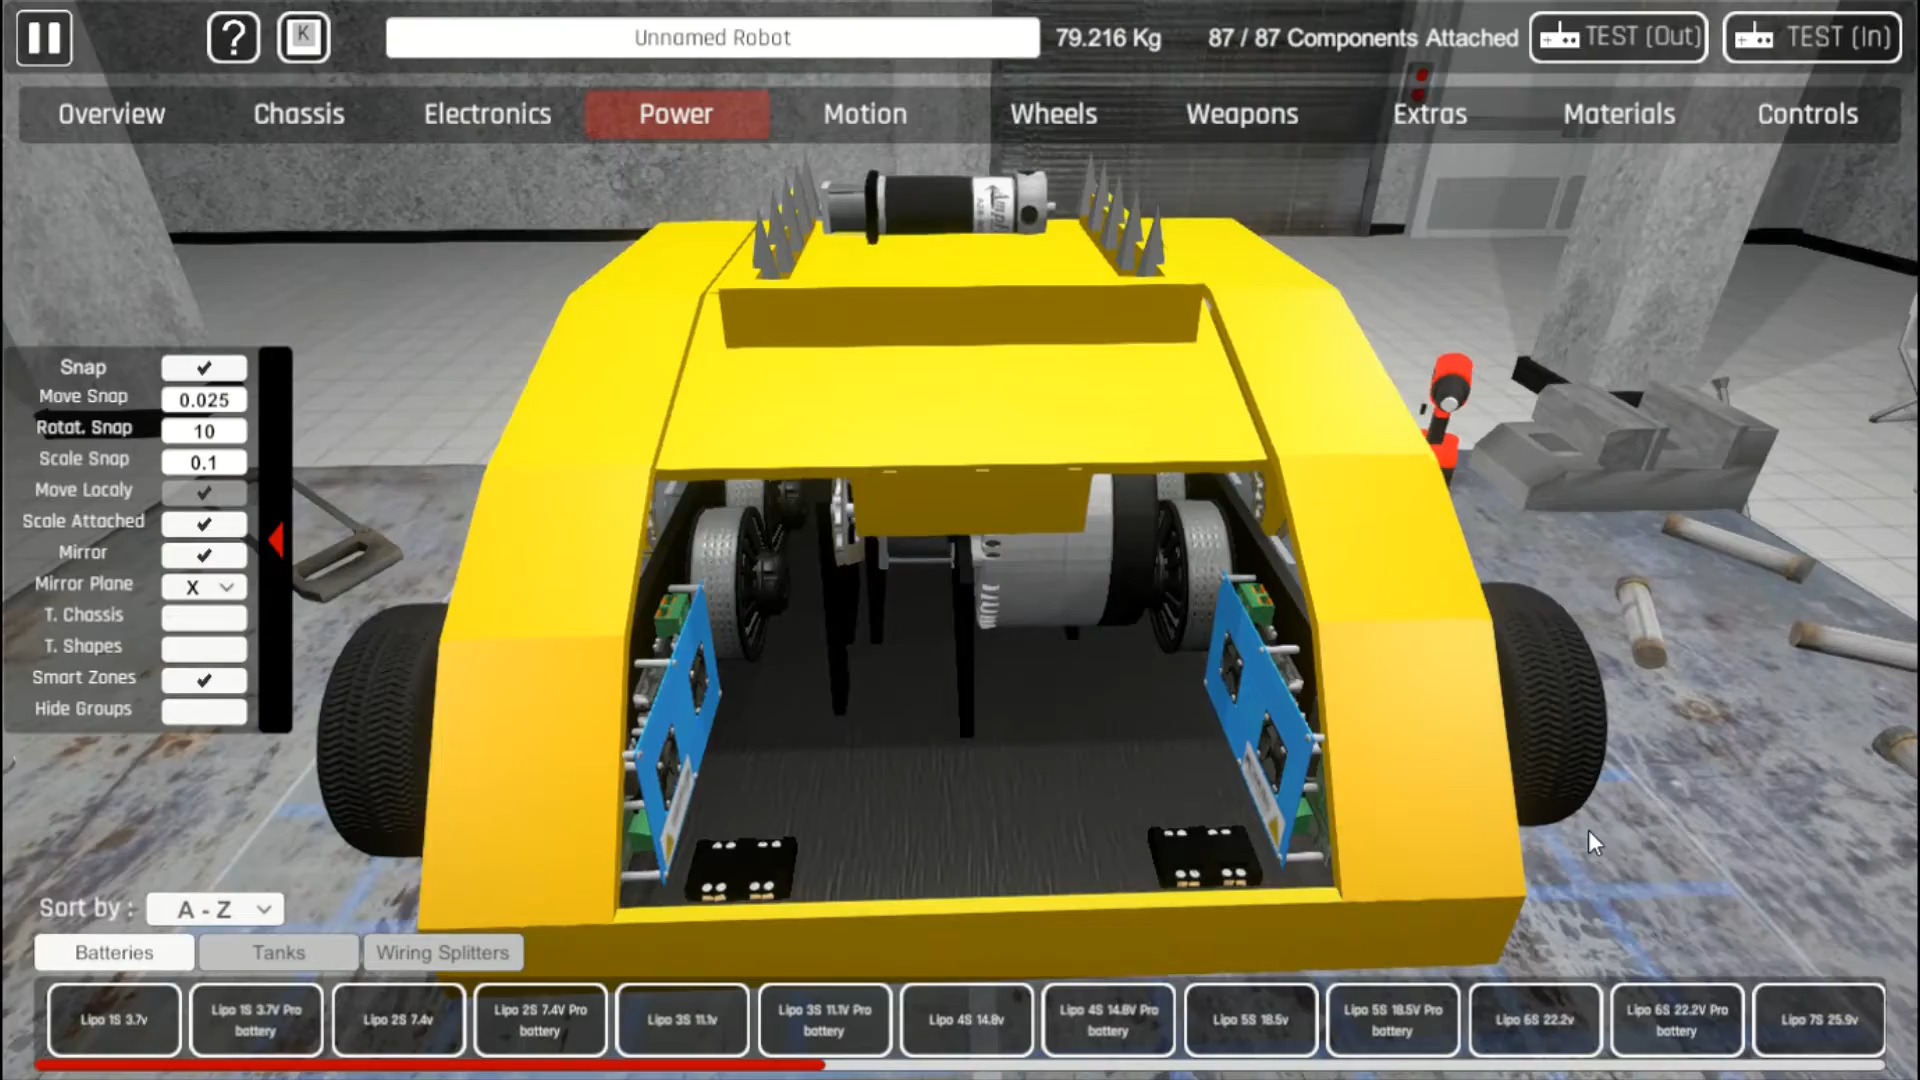 K
Unnamed Robot
79.216 Kg
87 / 87 Components Attached
TEST (Out)
TEST (In)
Overview
Chassis
Electronics
Power
Motion
Wheels
Weapons
Extras
Materials
Controls
Snap
Move Snap
0.025
Rotat. Snap
10
Scale Snap
0.1
Move Localy
Scale Attached
Mirror
Mirror Plane
X
T. Chassis
T. Shapes
Smart Zones
Hide Groups
Sort by :
A - Z
Batteries
Tanks
Wiring Splitters
Lipo 1S 3.7v
Lipo 1S 3.7V Pro
battery
Lipo 2S 7.4v
Lipo 2S 7.4V Pro
battery
Lipo 3S 11.1v
Lipo 3S 11.1V Pro
battery
Lipo 4S 14.8v
Lipo 4S 14.8V Pro
battery
Lipo 5S 18.5v
Lipo 5S 18.5V Pro
battery
Lipo 6S 22.2v
Lipo 6S 22.2V Pro
battery
Lipo 7S 25.9v